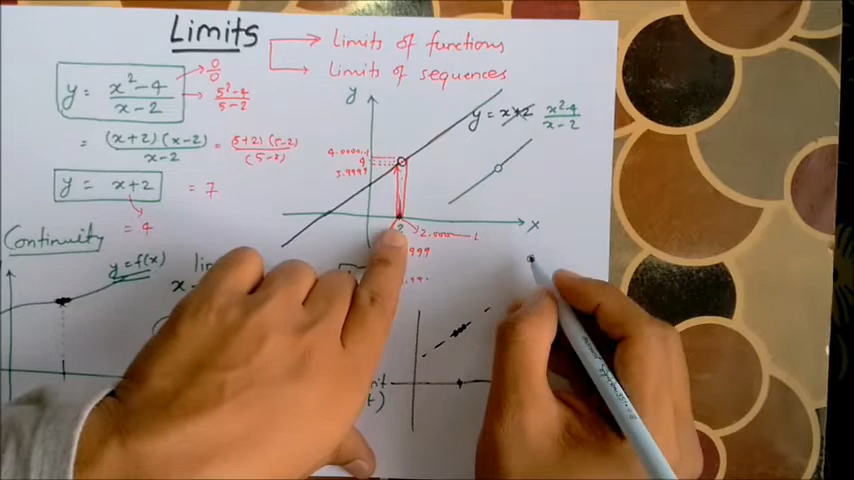 Limits
Limits of functions
Limits of sequences
y = x²-4 / x-2
0/0
5²-4 / 5-2
= (x+2)(x-2) / x-2 = (5+2)(5-2) / (5-2)
y = x+2 = 7
= 4
y
4.0000..1
4
3.9999
y = x+2 x²-4 / x-2
x
2
2.000—1
999
Continuity
y=f(x)